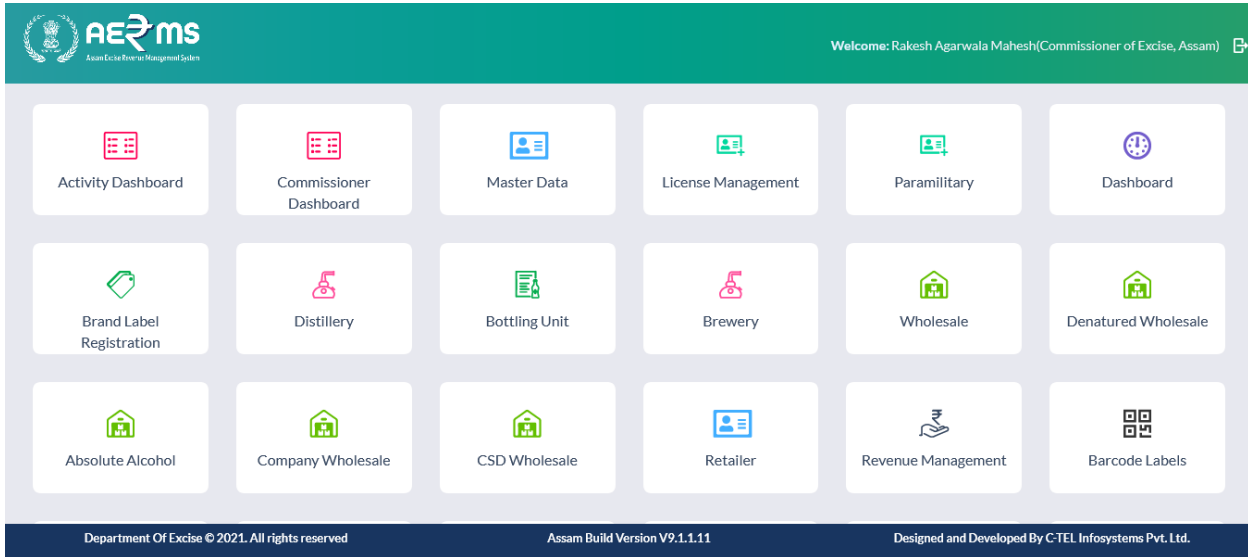 AE₹MS
Assam Excise Revenue Management System
Welcome: Rakesh Agarwala Mahesh(Commissioner of Excise, Assam)
Activity Dashboard
Commissioner
Dashboard
Master Data
License Management
Paramilitary
Dashboard
Brand Label
Registration
Distillery
Bottling Unit
Brewery
Wholesale
Denatured Wholesale
Absolute Alcohol
Company Wholesale
CSD Wholesale
Retailer
Revenue Management
Barcode Labels
Department Of Excise © 2021. All rights reserved
Assam Build Version V9.1.1.11
Designed and Developed By C-TEL Infosystems Pvt. Ltd.